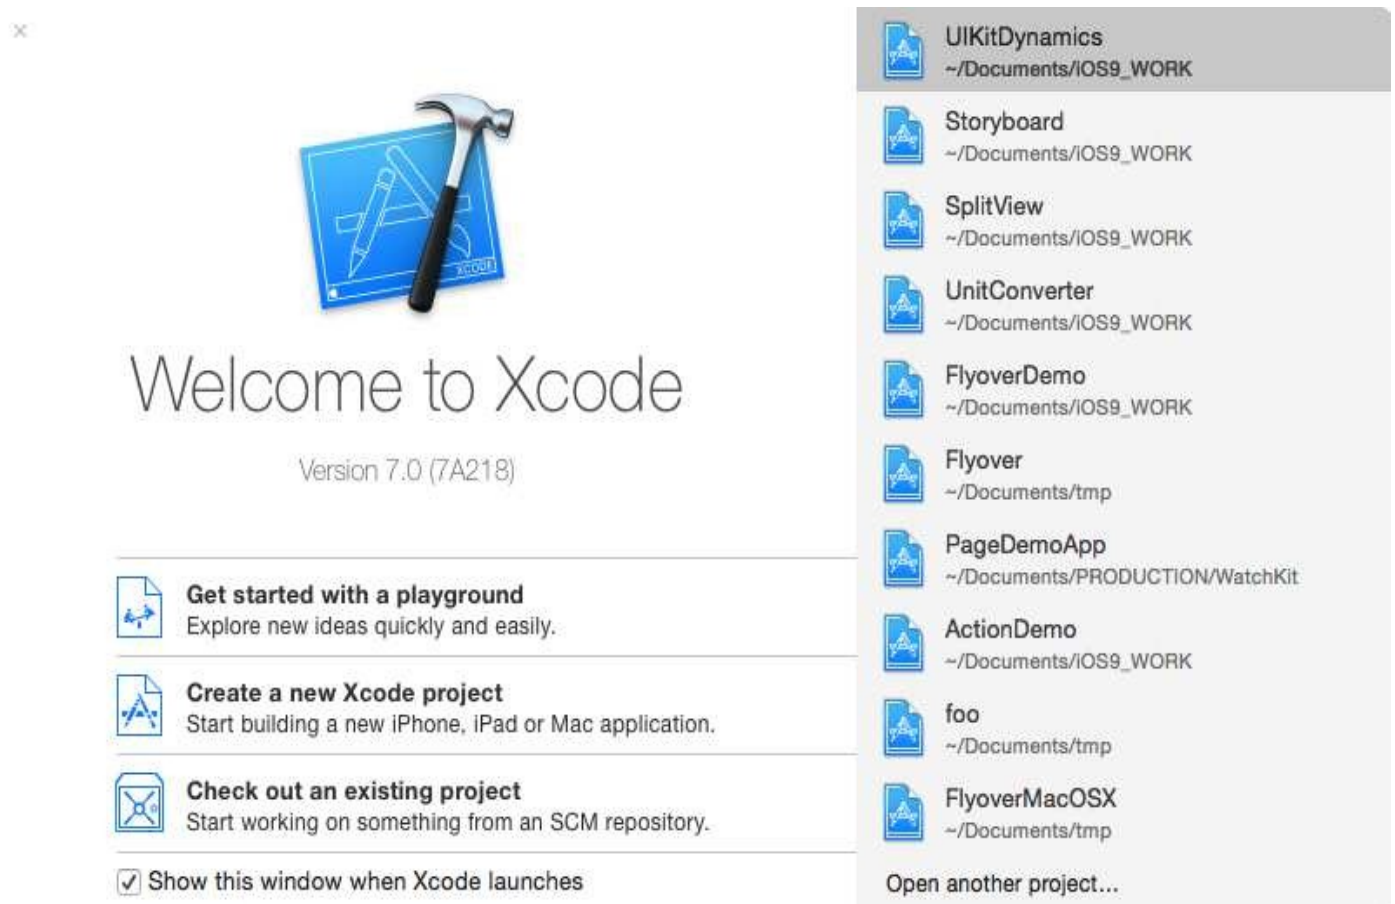 XCODE
Welcome to Xcode
Version 7.0 (7A218)
Get started with a playground
Explore new ideas quickly and easily.
Create a new Xcode project
Start building a new iPhone, iPad or Mac application.
Check out an existing project
Start working on something from an SCM repository.
Show this window when Xcode launches
UIKitDynamics
~/Documents/iOS9_WORK
Storyboard
~/Documents/iOS9_WORK
SplitView
~/Documents/iOS9_WORK
UnitConverter
~/Documents/iOS9_WORK
FlyoverDemo
~/Documents/iOS9_WORK
Flyover
~/Documents/tmp
PageDemoApp
~/Documents/PRODUCTION/WatchKit
ActionDemo
~/Documents/iOS9_WORK
foo
~/Documents/tmp
FlyoverMacOSX
~/Documents/tmp
Open another project...